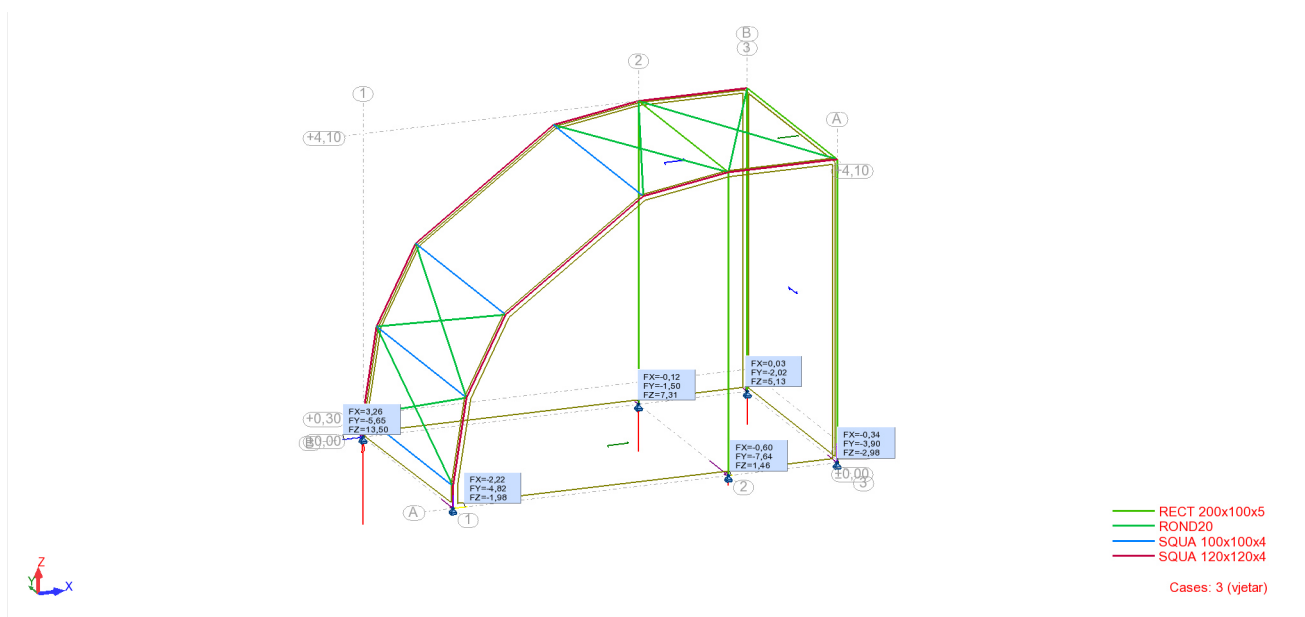 B
3
2
1
A
+4,10
+4,10
FX=0,03
FY=-2,02
FZ=5,13
FX=-0,12
FY=-1,50
FZ=7,31
FX=3,26
FY=-5,65
FZ=13,50
+0,30
B
±0,00
FX=-0,34
FY=-3,90
FZ=-2,98
FX=-0,60
FY=-7,64
FZ=1,46
±0,00
3
2
FX=-2,22
FY=-4,82
FZ=-1,98
A
1
RECT 200x100x5
ROND20
SQUA 100x100x4
SQUA 120x120x4
Cases: 3 (vjetar)
Z
Y
X